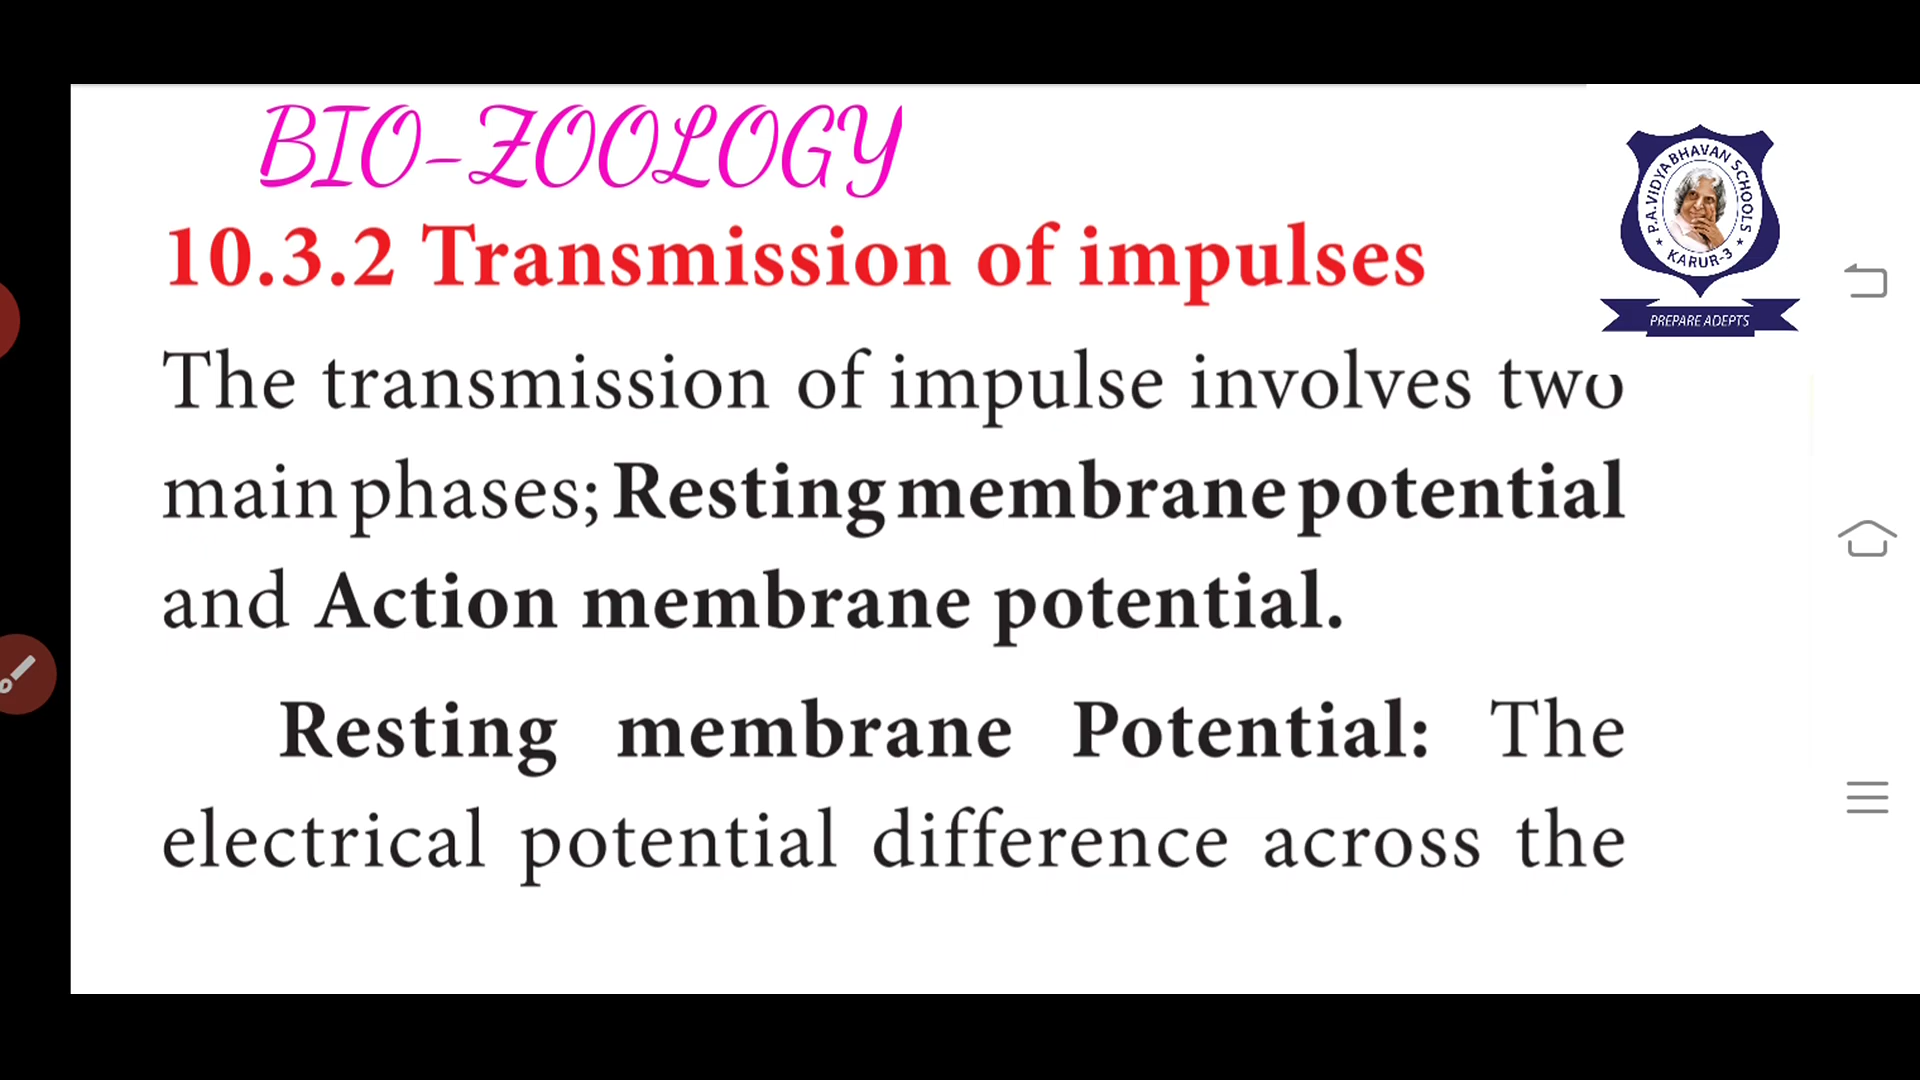 BIO-ZOOLOGY
P.A.VIDYA BHAVAN SCHOOLS
KARUR-3
PREPARE ADEPTS
10.3.2 Transmission of impulses
The transmission of impulse involves two
main phases; Resting membrane potential
and Action membrane potential.
Resting membrane Potential: The
electrical potential difference across the